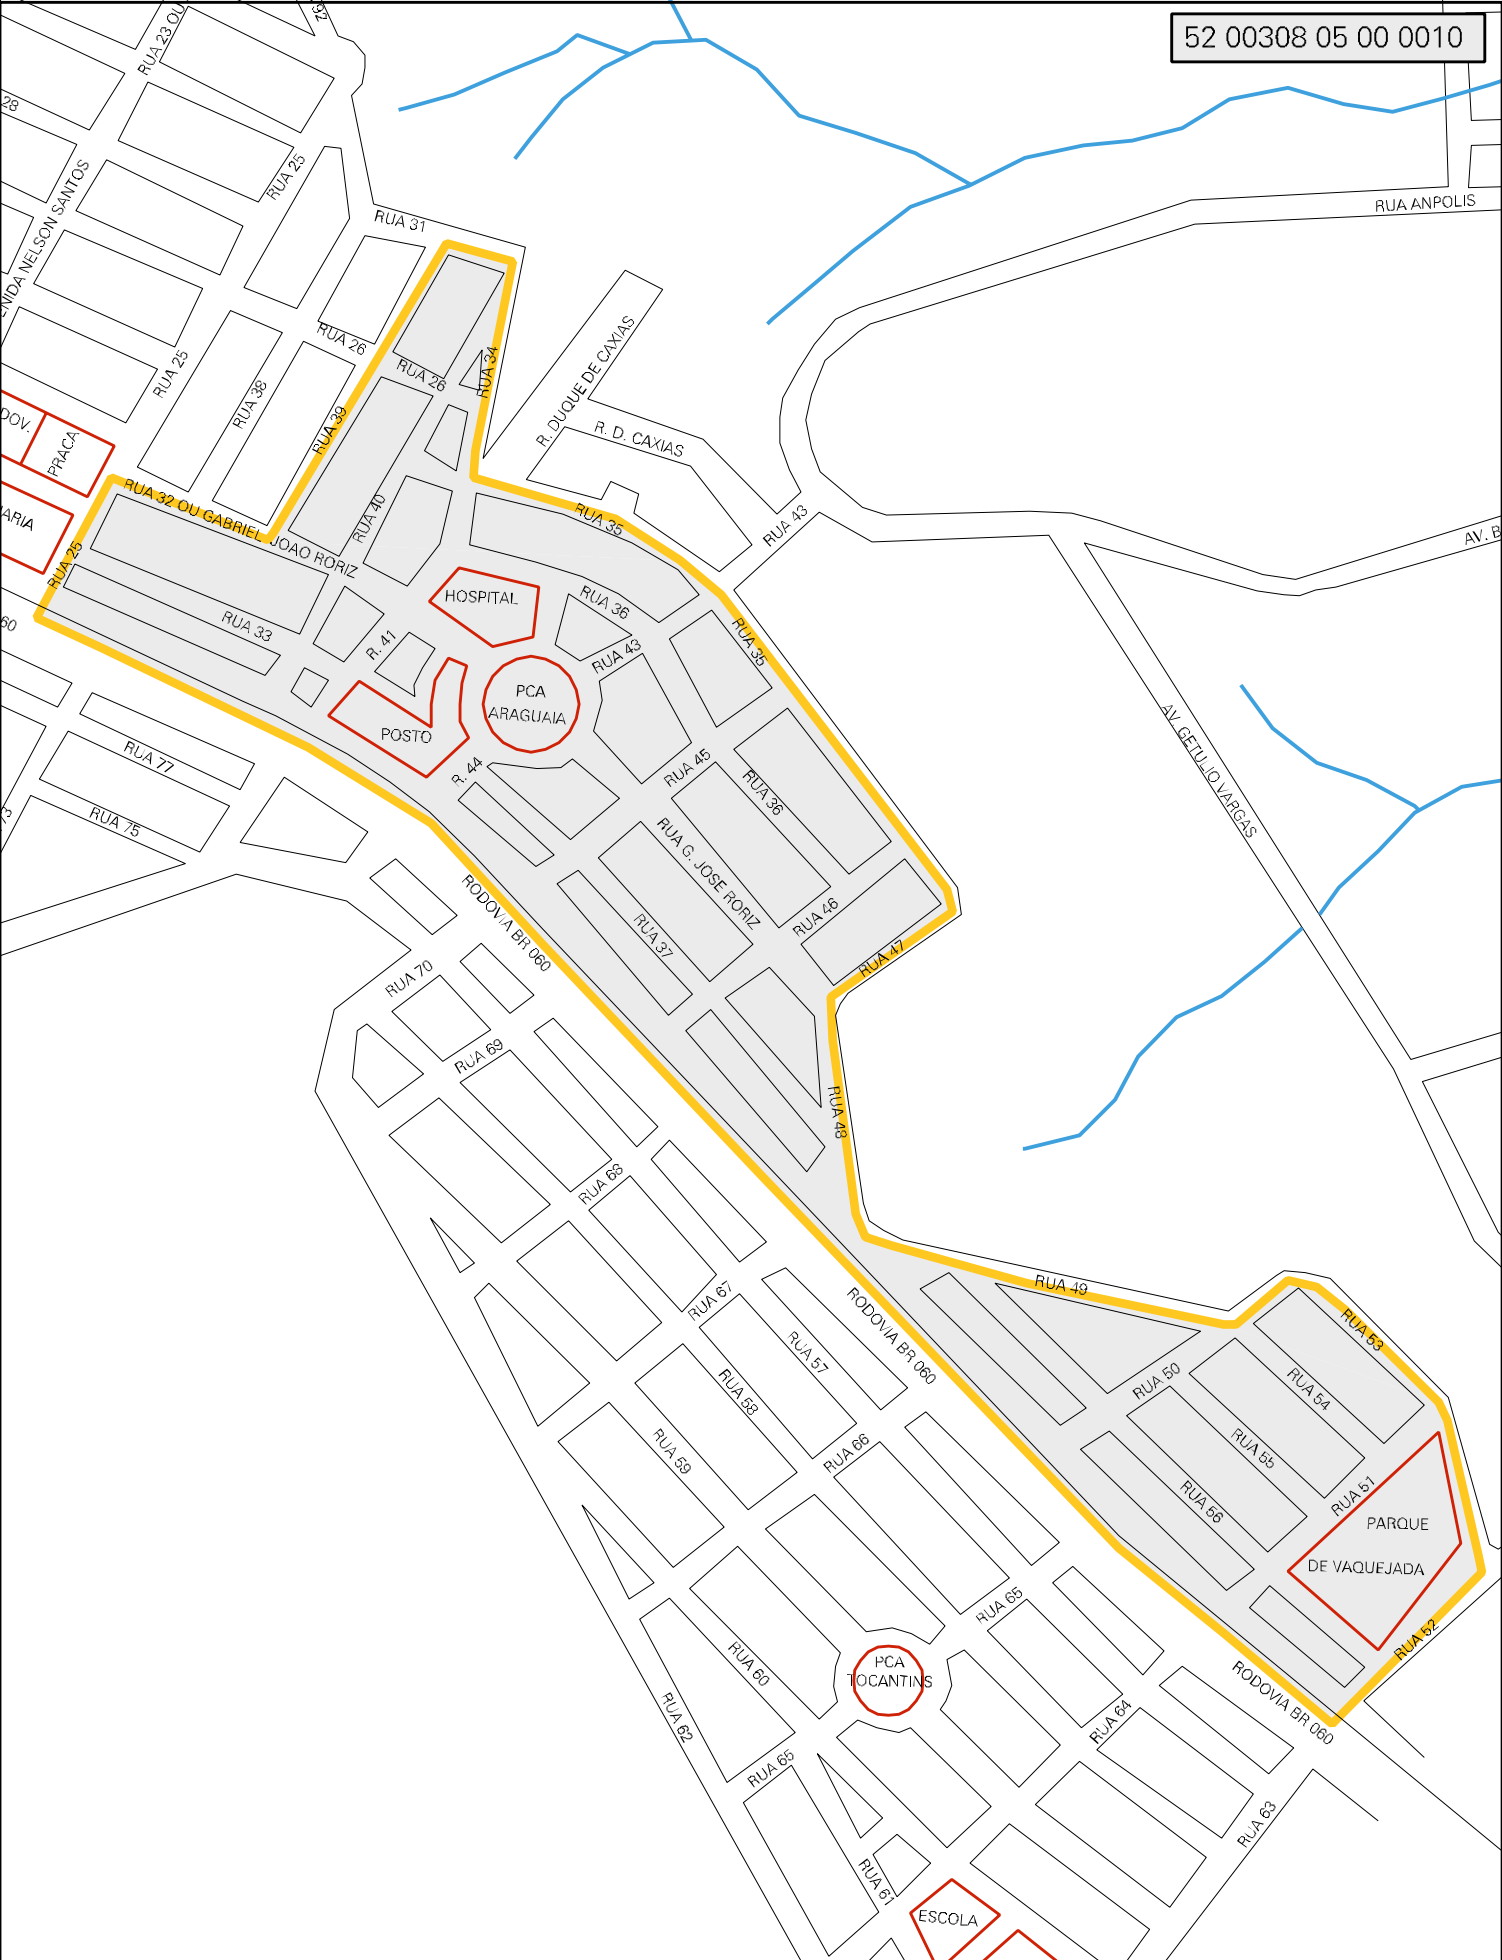 52 00308 05 00 0010
RUA 23 OU
92
28
RUA 25
RUA 31
RUA ANPOLIS
NIDA NELSON SANTOS
RUA 26
RUA 25
RUA 38
RUA 39
RUA 26
RUA 34
R. DUQUE DE CAXIAS
R. D. CAXIAS
DOV.
PRACA
ARIA
RUA 32 OU GABRIEL JOAO RORIZ
RUA 40
RUA 35
RUA 43
AV. B
RUA 25
60
RUA 33
R. 41
HOSPITAL
RUA 36
RUA 43
RUA 35
PCA
ARAGUAIA
POSTO
R. 44
RUA 45
RUA 36
AV. GETULIO VARGAS
RUA 77
RUA 75
73
RUA G. JOSE RORIZ
RUA 46
RUA 37
RUA 47
RODOVIA BR 060
RUA 70
RUA 69
RUA 48
RUA 68
RUA 67
RODOVIA BR 060
RUA 49
RUA 53
RUA 50
RUA 54
RUA 57
RUA 58
RUA 59
RUA 66
RUA 55
RUA 56
RUA 51
PARQUE
DE VAQUEJADA
RUA 65
RUA 52
RUA 60
PCA
TOCANTINS
RODOVIA BR 060
RUA 62
RUA 64
RUA 65
RUA 63
RUA 61
ESCOLA